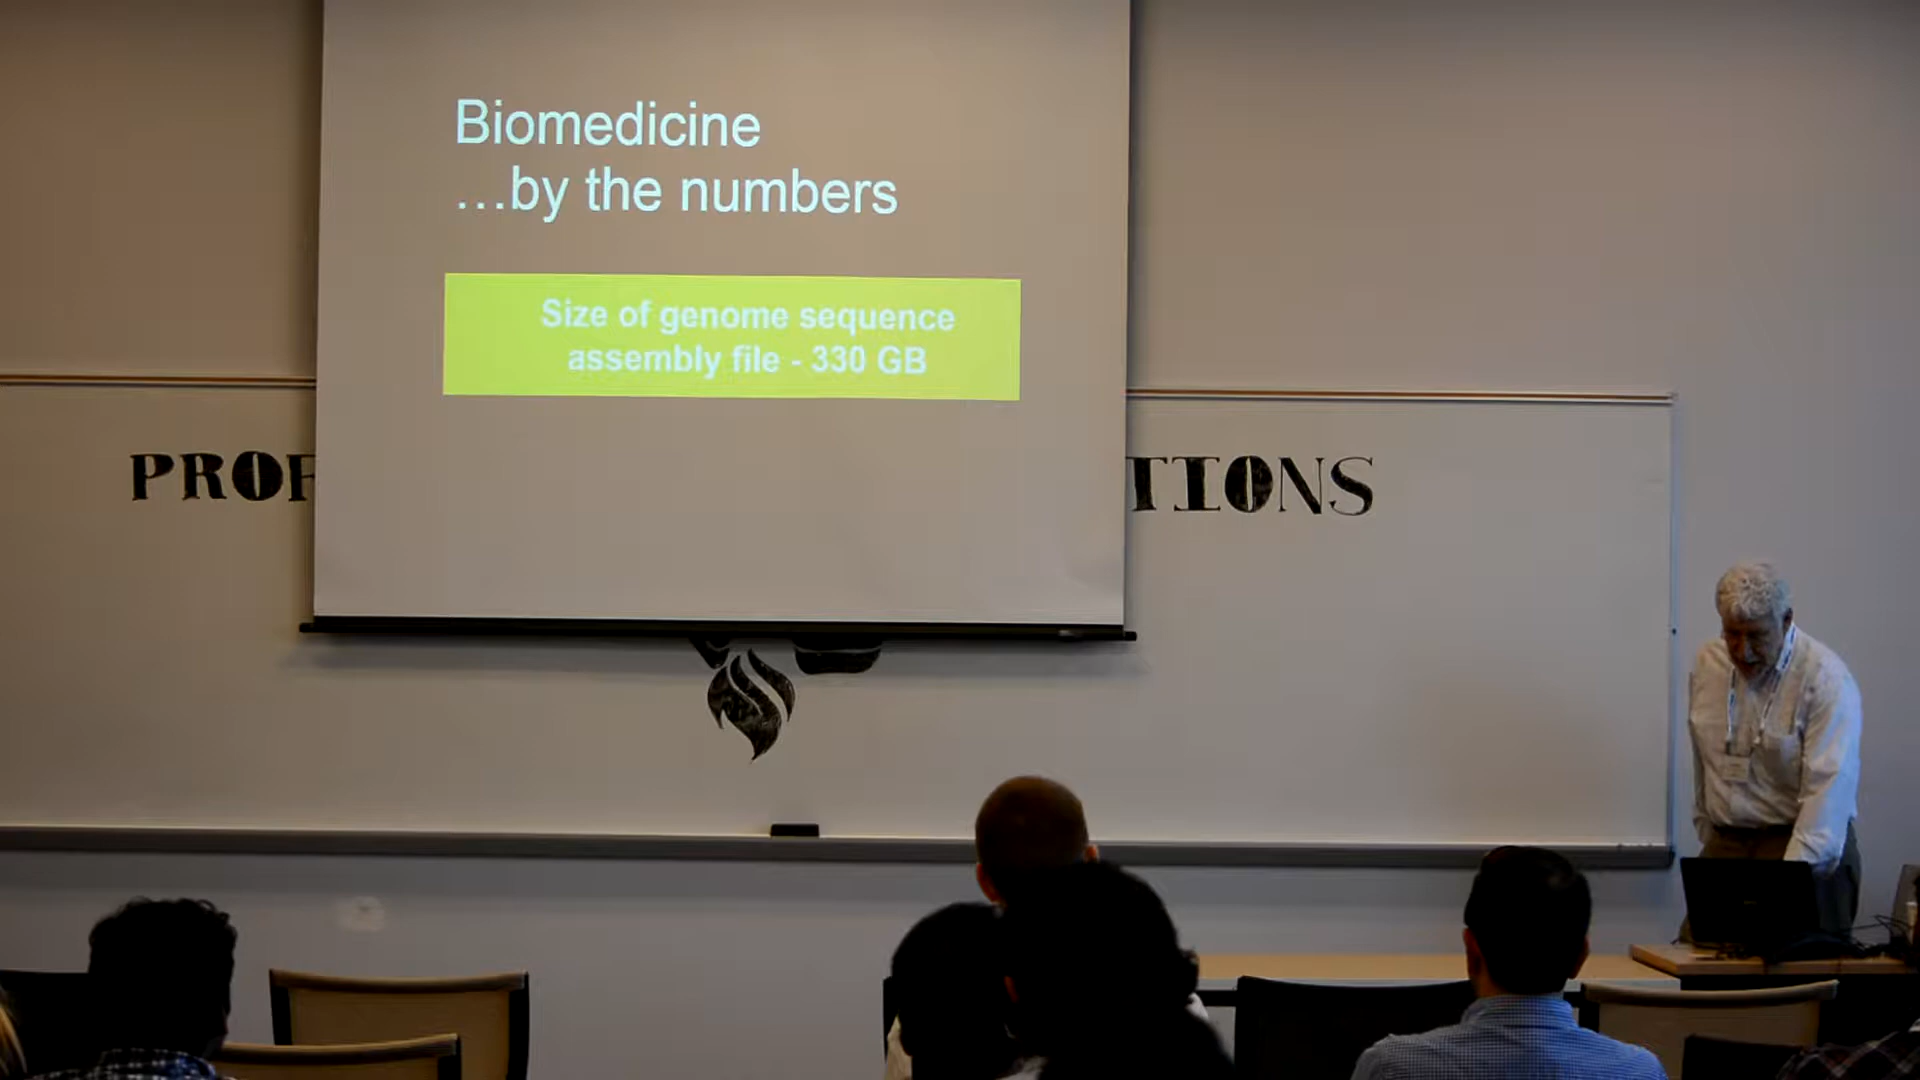 Biomedicine
…by the numbers
Size of genome sequence
assembly file - 330 GB
PROF
TIONS